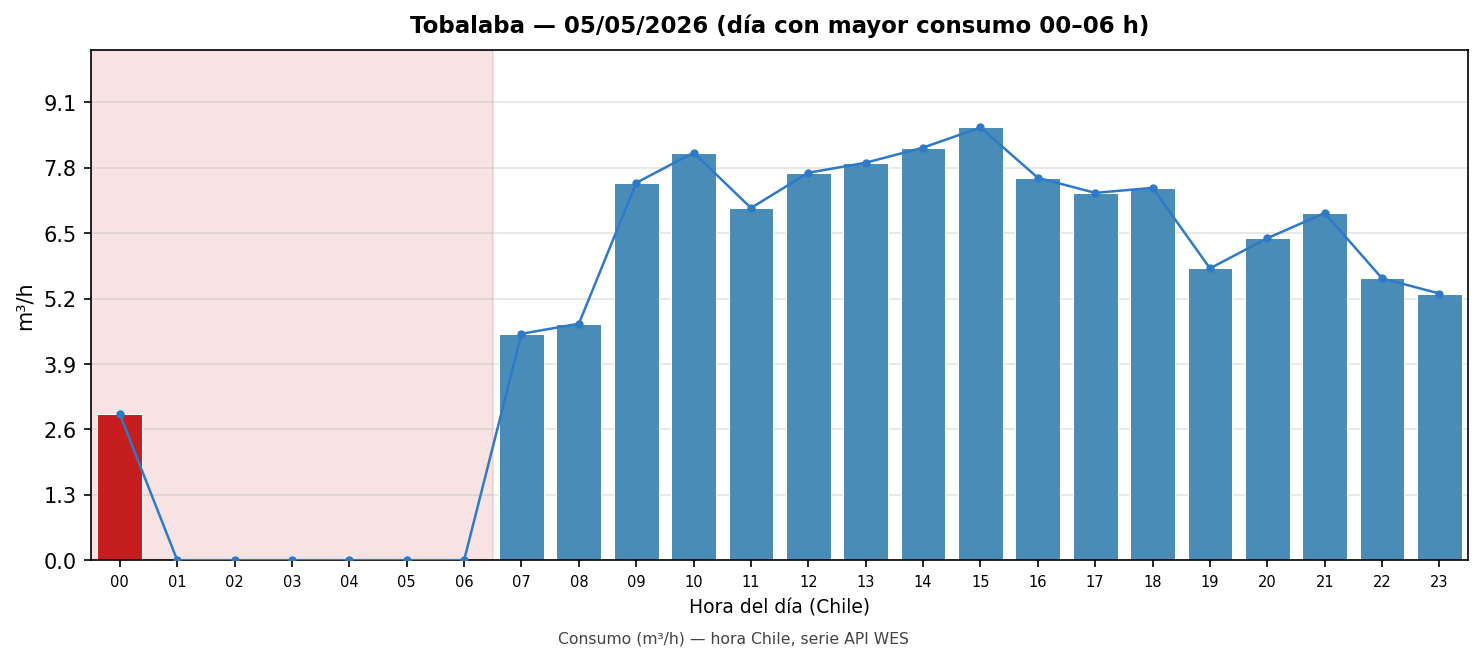 Tobalaba — 05/05/2026 (día con mayor consumo 00–06 h)
m³/h
9.1
7.8
6.5
5.2
3.9
2.6
1.3
0.0
00 01 02 03 04 05 06 07 08 09 10 11 12 13 14 15 16 17 18 19 20 21 22 23
Hora del día (Chile)
Consumo (m³/h) — hora Chile, serie API WES